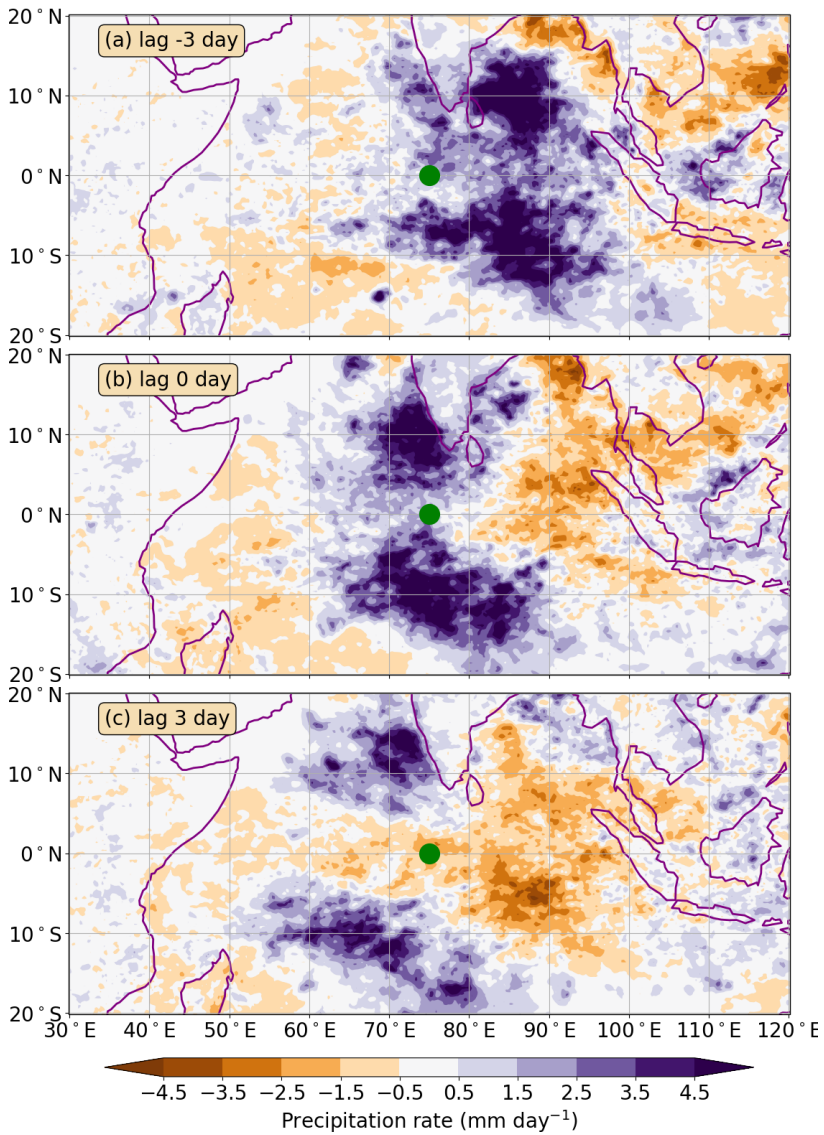 20°N
(a) lag -3 day
10°N
0°N
10°S
20°S
20°N
(b) lag 0 day
10°N
0°N
10°S
20°S
20°N
(c) lag 3 day
10°N
0°N
10°S
20°S
30°E 40°E 50°E 60°E 70°E 80°E 90°E 100°E 110°E 120°E
−4.5 −3.5 −2.5 −1.5 −0.5 0.5 1.5 2.5 3.5 4.5
Precipitation rate (mm day⁻¹)